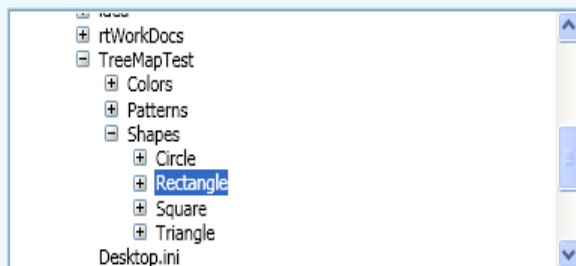 rtWorkDocs
TreeMapTest
Colors
Patterns
Shapes
Circle
Rectangle
Square
Triangle
Desktop.ini